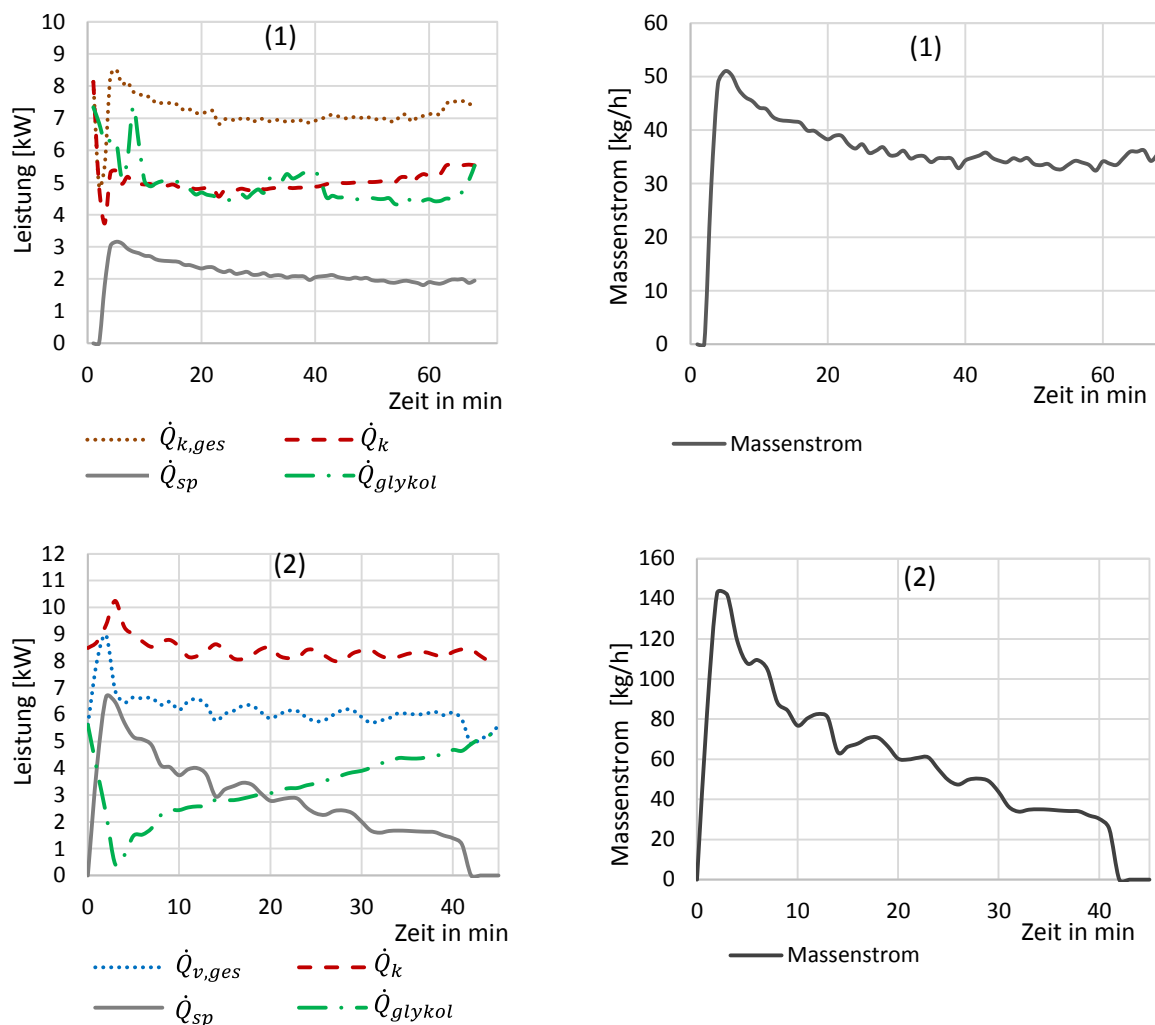 (1)
Leistung [kW]
10
9
8
7
6
5
4
3
2
1
0
0 20 40 60
Zeit in min
Q̇k,ges Q̇k
Q̇sp Q̇glykol
(1)
Massenstrom [kg/h]
60
50
40
30
20
10
0
0 20 40 60
Zeit in min
Massenstrom
(2)
Leistung [kW]
12
11
10
9
8
7
6
5
4
3
2
1
0
0 10 20 30 40
Zeit in min
Q̇v,ges Q̇k
Q̇sp Q̇glykol
(2)
Massenstrom [kg/h]
160
140
120
100
80
60
40
20
0
0 10 20 30 40
Zeit in min
Massenstrom